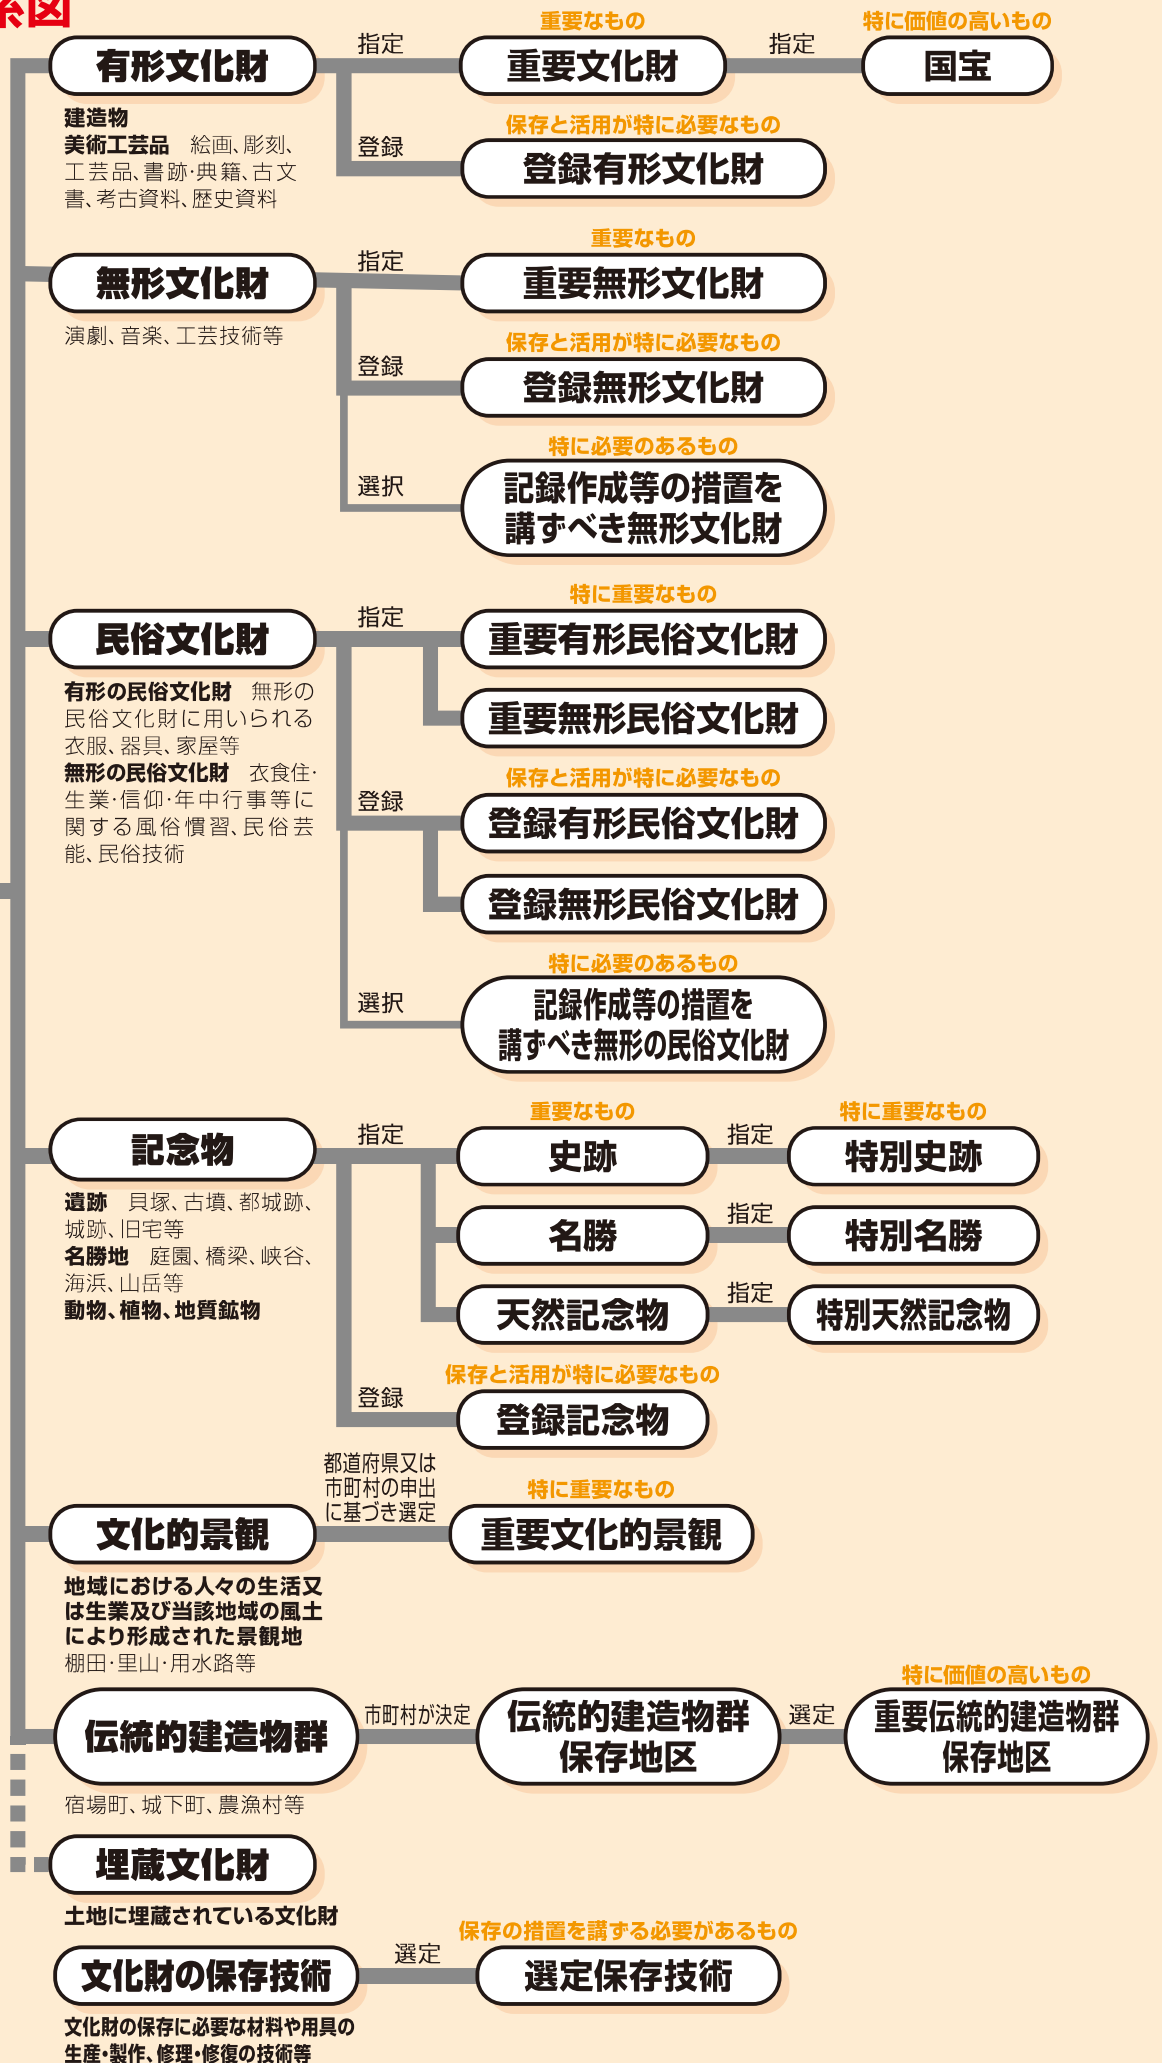 系図
重要なもの
特に価値の高いもの
有形文化財
指定
重要文化財
指定
国宝
建造物
美術工芸品　絵画、彫刻、
工芸品、書跡・典籍、古文
書、考古資料、歴史資料
保存と活用が特に必要なもの
登録
登録有形文化財
重要なもの
無形文化財
指定
重要無形文化財
演劇、音楽、工芸技術等
保存と活用が特に必要なもの
登録
登録無形文化財
特に必要のあるもの
選択
記録作成等の措置を
講ずべき無形文化財
特に重要なもの
民俗文化財
指定
重要有形民俗文化財
重要無形民俗文化財
有形の民俗文化財　無形の
民俗文化財に用いられる
衣服、器具、家屋等
無形の民俗文化財　衣食住・
生業・信仰・年中行事等に
関する風俗慣習、民俗芸
能、民俗技術
保存と活用が特に必要なもの
登録
登録有形民俗文化財
登録無形民俗文化財
特に必要のあるもの
選択
記録作成等の措置を
講ずべき無形の民俗文化財
重要なもの
特に重要なもの
記念物
指定
史跡
指定
特別史跡
遺跡　貝塚、古墳、都城跡、
城跡、旧宅等
名勝地　庭園、橋梁、峡谷、
海浜、山岳等
動物、植物、地質鉱物
名勝
指定
特別名勝
天然記念物
指定
特別天然記念物
保存と活用が特に必要なもの
登録
登録記念物
都道府県又は
市町村の申出
に基づき選定
特に重要なもの
文化的景観
重要文化的景観
地域における人々の生活又
は生業及び当該地域の風土
により形成された景観地
棚田・里山・用水路等
特に価値の高いもの
伝統的建造物群
市町村が決定
伝統的建造物群
保存地区
選定
重要伝統的建造物群
保存地区
宿場町、城下町、農漁村等
埋蔵文化財
土地に埋蔵されている文化財
保存の措置を講ずる必要があるもの
文化財の保存技術
選定
選定保存技術
文化財の保存に必要な材料や用具の
生産・製作、修理・修復の技術等